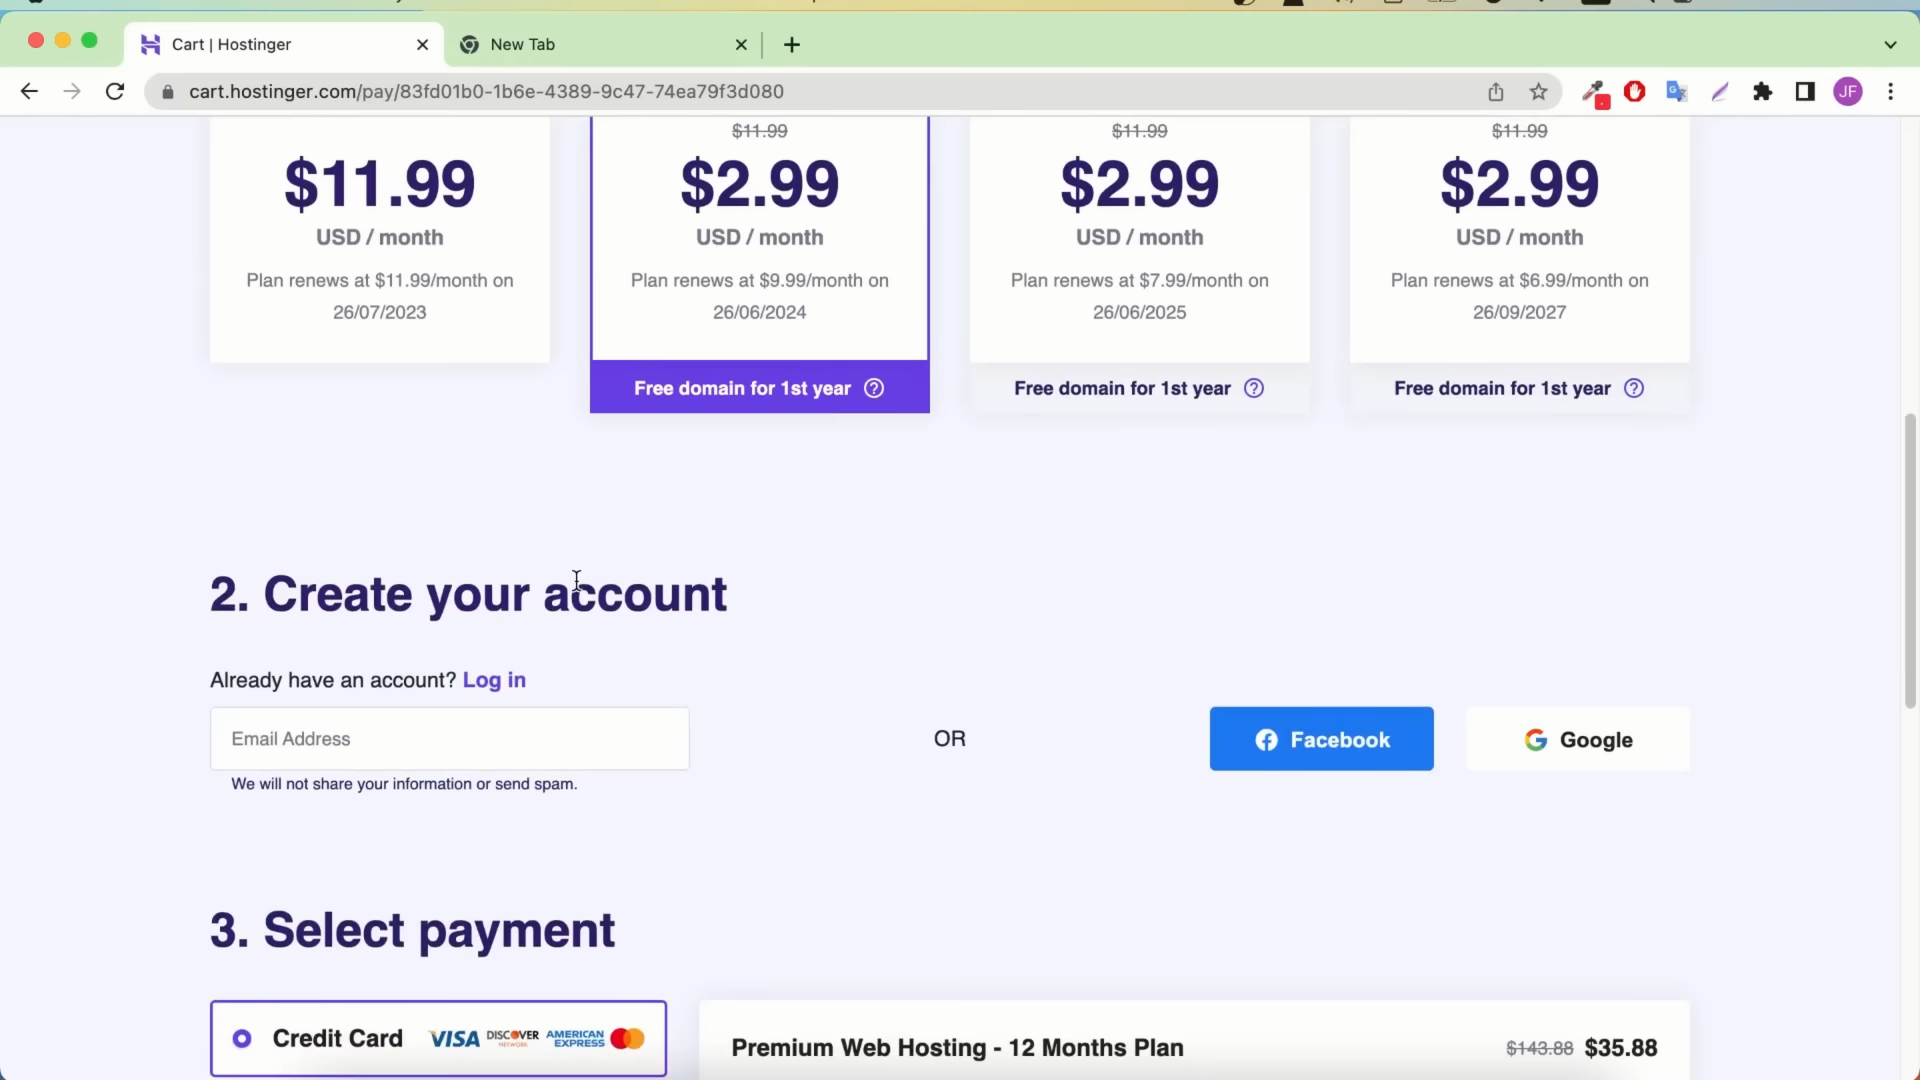 Cart | Hostinger
New Tab
cart.hostinger.com/pay/83fd01b0-1b6e-4389-9c47-74ea79f3d080
JF
$11.99 $11.99 $11.99
$11.99 $2.99 $2.99 $2.99
USD / month USD / month USD / month USD / month
Plan renews at $11.99/month on
26/07/2023
Plan renews at $9.99/month on
26/06/2024
Plan renews at $7.99/month on
26/06/2025
Plan renews at $6.99/month on
26/09/2027
Free domain for 1st year
Free domain for 1st year
Free domain for 1st year
2. Create your account
Already have an account? Log in
Email Address
OR
Facebook
Google
We will not share your information or send spam.
3. Select payment
Credit Card VISA DISCOVER NETWORK AMERICAN EXPRESS
Premium Web Hosting - 12 Months Plan $143.88 $35.88